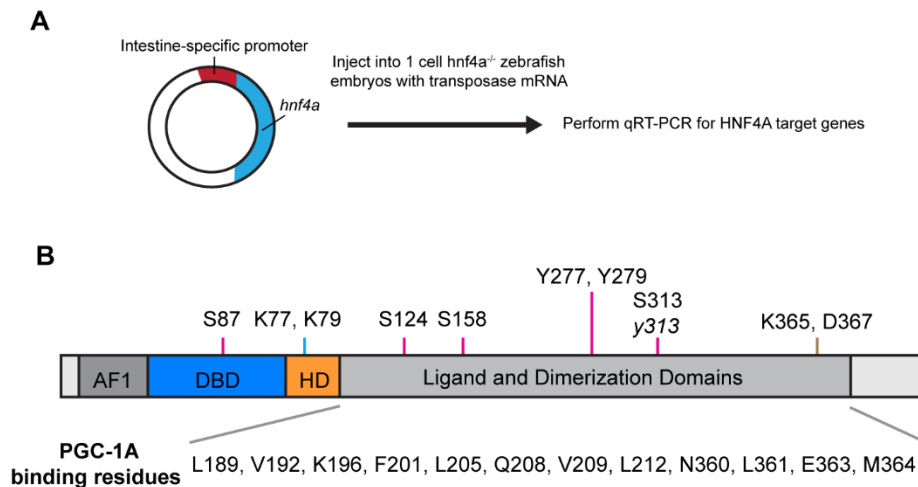 A
Intestine-specific promoter
hnf4a
Inject into 1 cell hnf4a-/- zebrafish
embryos with transposase mRNA
Perform qRT-PCR for HNF4A target genes
B
Y277, Y279
S87 K77, K79 S124 S158 S313 K365, D367
y313
AF1 DBD HD Ligand and Dimerization Domains
PGC-1A
binding residues
L189, V192, K196, F201, L205, Q208, V209, L212, N360, L361, E363, M364